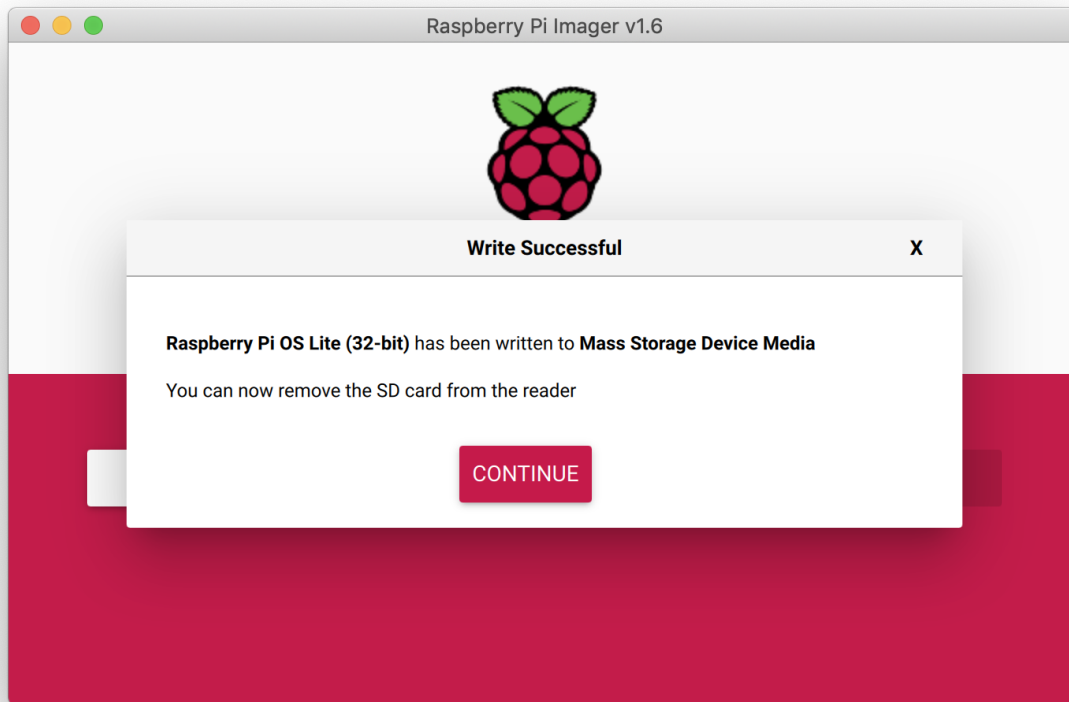 Raspberry Pi Imager v1.6
Write Successful
X
Raspberry Pi OS Lite (32-bit) has been written to Mass Storage Device Media
You can now remove the SD card from the reader
CONTINUE